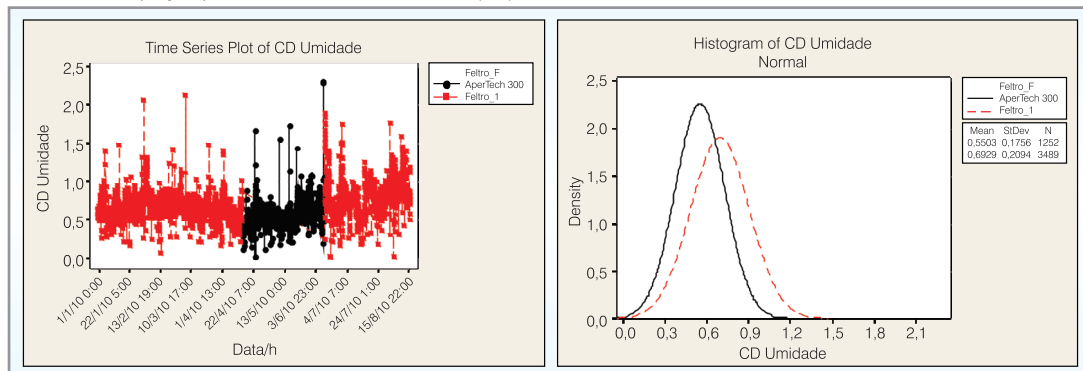 Time Series Plot of CD Umidade
2,5
2,0
1,5
1,0
0,5
0,0
CD Umidade
1/1/10 0:00
22/1/10 5:00
13/2/10 19:00
10/3/10 17:00
1/4/10 13:00
22/4/10 7:00
13/5/10 0:00
3/6/10 23:00
4/7/10 7:00
24/7/10 1:00
15/8/10 22:00
Data/h
Feltro_F
AperTech 300
Feltro_1
Histogram of CD Umidade
Normal
2,5
2,0
1,5
1,0
0,5
0,0
Density
0,0 0,3 0,6 0,9 1,2 1,5 1,8 2,1
CD Umidade
Feltro_F
AperTech 300
Feltro_1
Mean StDev N
0,5503 0,1756 1252
0,6929 0,2094 3489